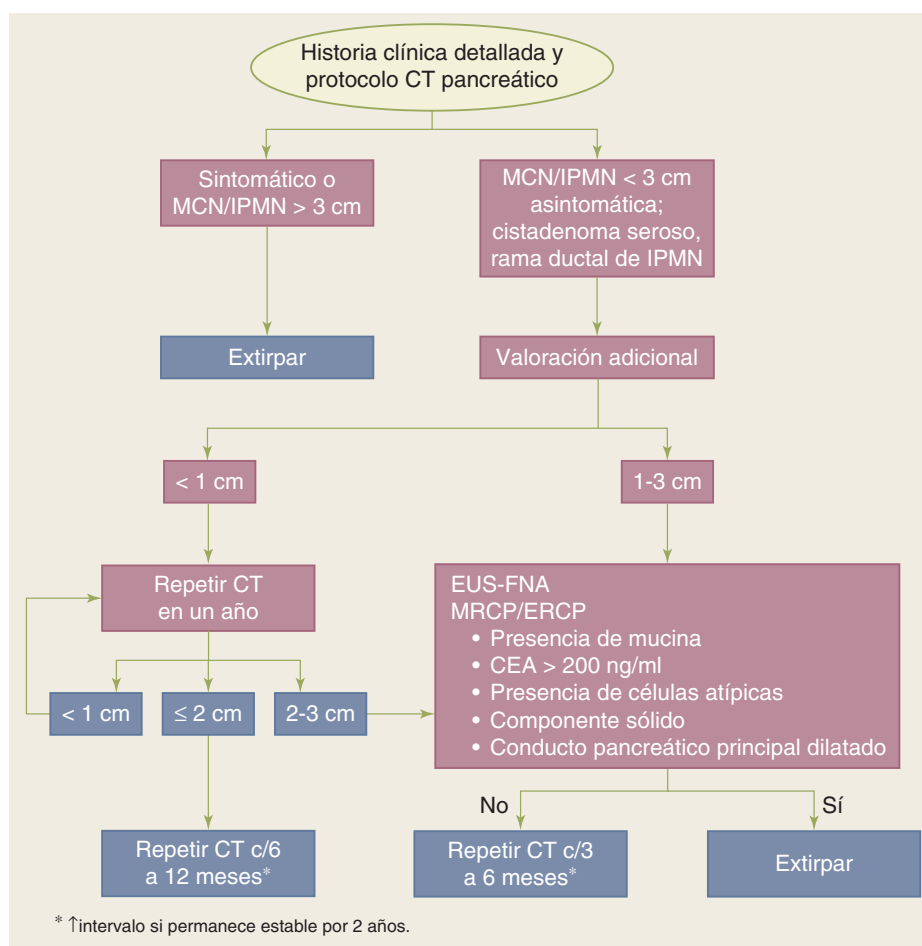 Historia clínica detallada y
protocolo CT pancreático
Sintomático o
MCN/IPMN > 3 cm
MCN/IPMN < 3 cm
asintomática;
cistadenoma seroso,
rama ductal de IPMN
Extirpar
Valoración adicional
< 1 cm
1-3 cm
Repetir CT
en un año
EUS-FNA
MRCP/ERCP
• Presencia de mucina
• CEA > 200 ng/ml
• Presencia de células atípicas
• Componente sólido
• Conducto pancreático principal dilatado
< 1 cm
≤ 2 cm
2-3 cm
No
Sí
Repetir CT c/6
a 12 meses*
Repetir CT c/3
a 6 meses*
Extirpar
* ↑intervalo si permanece estable por 2 años.